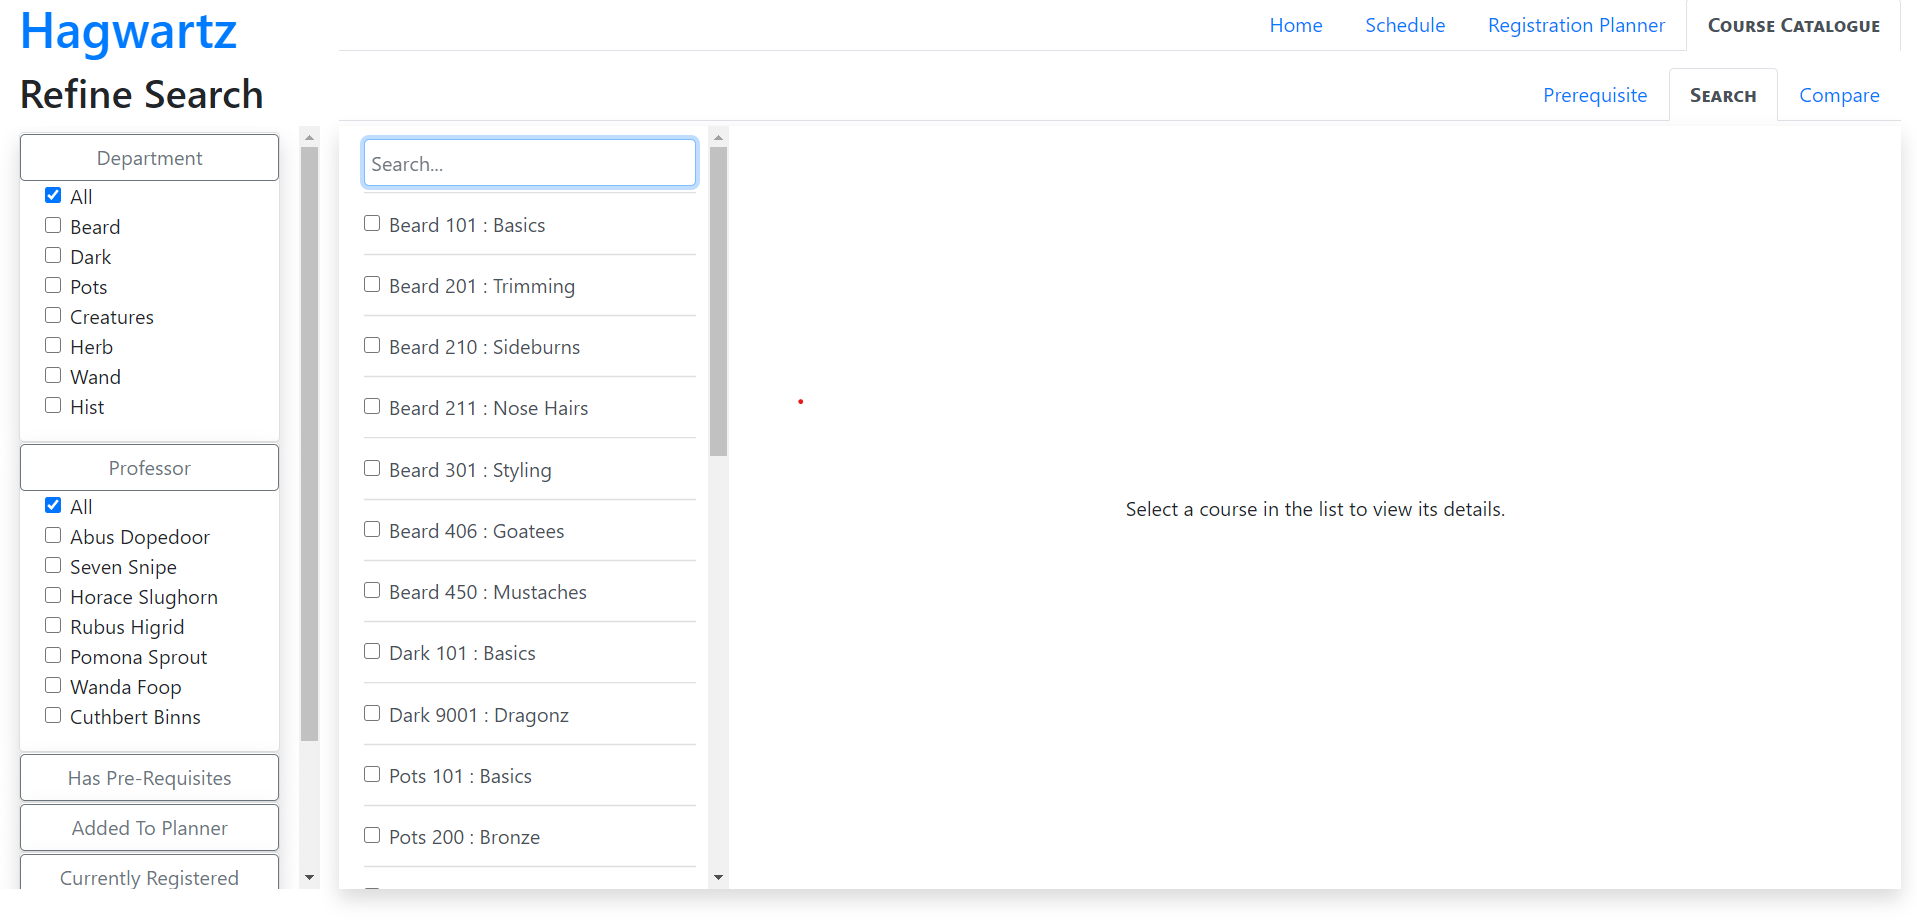 Hagwartz
Home
Schedule
Registration Planner
Course Catalogue
Refine Search
Prerequisite
Search
Compare
Department
All
Beard
Dark
Pots
Creatures
Herb
Wand
Hist
Professor
All
Abus Dopedoor
Seven Snipe
Horace Slughorn
Rubus Higrid
Pomona Sprout
Wanda Foop
Cuthbert Binns
Has Pre-Requisites
Added To Planner
Currently Registered
Search...
Beard 101 : Basics
Beard 201 : Trimming
Beard 210 : Sideburns
Beard 211 : Nose Hairs
Beard 301 : Styling
Beard 406 : Goatees
Beard 450 : Mustaches
Dark 101 : Basics
Dark 9001 : Dragonz
Pots 101 : Basics
Pots 200 : Bronze
Select a course in the list to view its details.